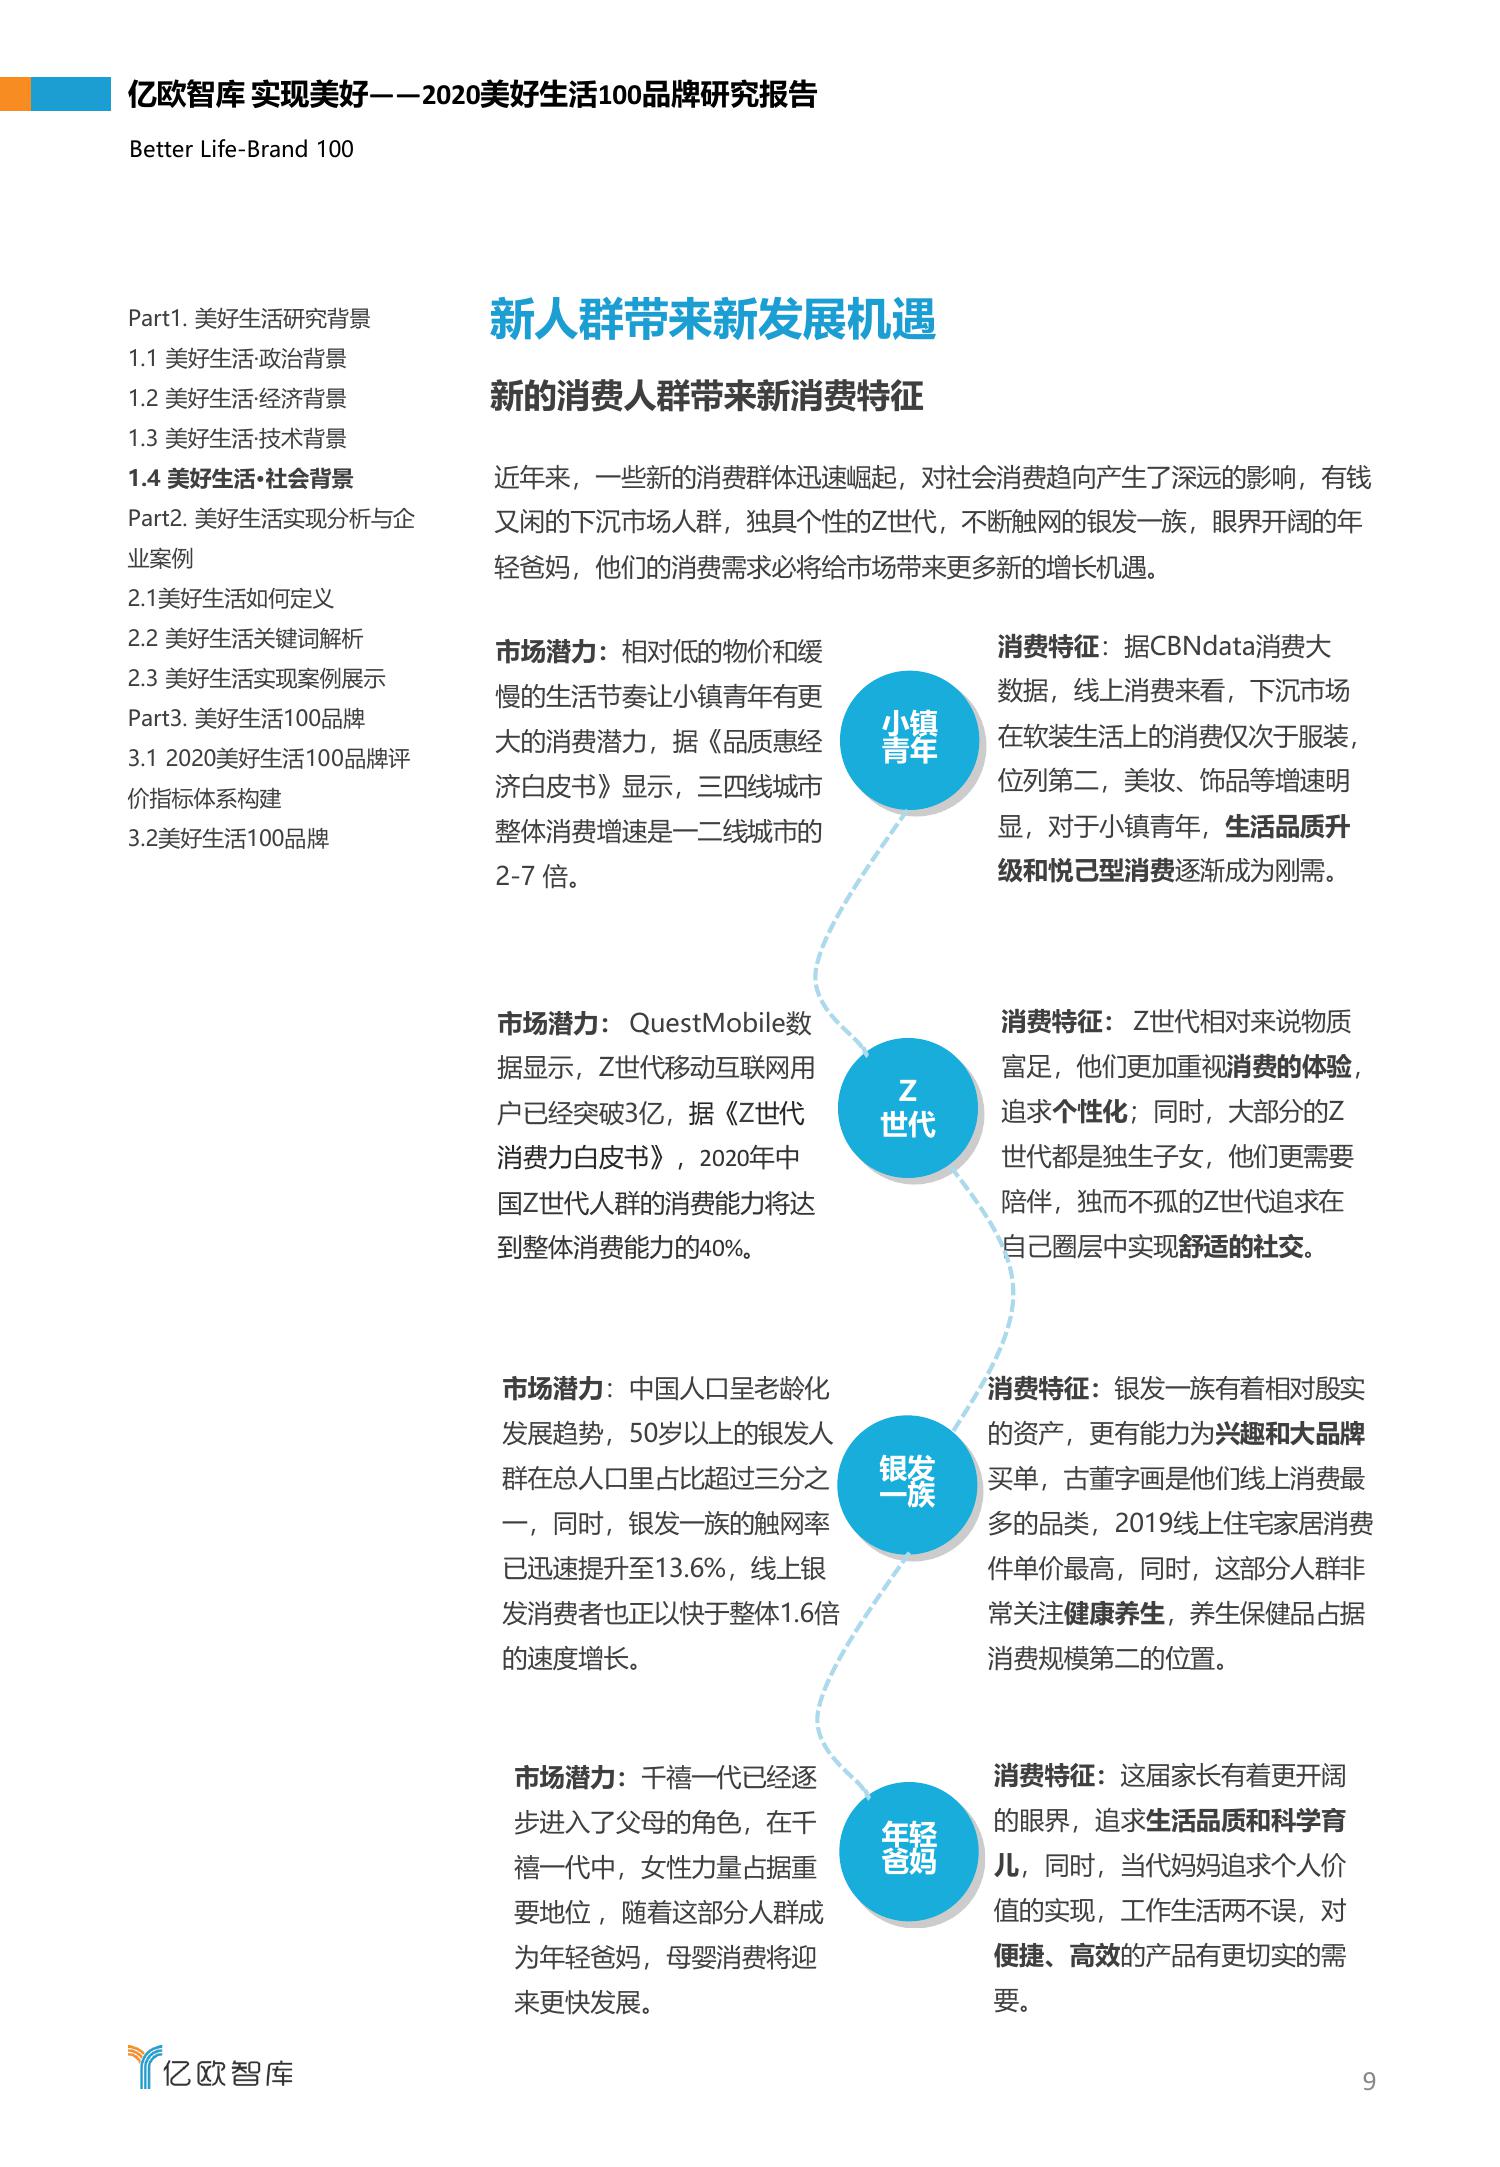 亿欧智库 实现美好——2020美好生活100品牌研究报告
Better Life-Brand 100
Part1. 美好生活研究背景
1.1 美好生活·政治背景
1.2 美好生活·经济背景
1.3 美好生活·技术背景
1.4 美好生活·社会背景
Part2. 美好生活实现分析与企
业案例
2.1美好生活如何定义
2.2 美好生活关键词解析
2.3 美好生活实现案例展示
Part3. 美好生活100品牌
3.1 2020美好生活100品牌评
价指标体系构建
3.2美好生活100品牌
新人群带来新发展机遇
新的消费人群带来新消费特征
近年来，一些新的消费群体迅速崛起，对社会消费趋向产生了深远的影响，有钱
又闲的下沉市场人群，独具个性的Z世代，不断触网的银发一族，眼界开阔的年
轻爸妈，他们的消费需求必将给市场带来更多新的增长机遇。
市场潜力：相对低的物价和缓
慢的生活节奏让小镇青年有更
大的消费潜力，据《品质惠经
济白皮书》显示，三四线城市
整体消费增速是一二线城市的
2-7 倍。
小镇
青年
消费特征：据CBNdata消费大
数据，线上消费来看，下沉市场
在软装生活上的消费仅次于服装，
位列第二，美妆、饰品等增速明
显，对于小镇青年，生活品质升
级和悦己型消费逐渐成为刚需。
市场潜力： QuestMobile数
据显示，Z世代移动互联网用
户已经突破3亿，据《Z世代
消费力白皮书》，2020年中
国Z世代人群的消费能力将达
到整体消费能力的40%。
Z
世代
消费特征： Z世代相对来说物质
富足，他们更加重视消费的体验，
追求个性化；同时，大部分的Z
世代都是独生子女，他们更需要
陪伴，独而不孤的Z世代追求在
自己圈层中实现舒适的社交。
市场潜力：中国人口呈老龄化
发展趋势，50岁以上的银发人
群在总人口里占比超过三分之
一，同时，银发一族的触网率
已迅速提升至13.6%，线上银
发消费者也正以快于整体1.6倍
的速度增长。
银发
一族
消费特征：银发一族有着相对殷实
的资产，更有能力为兴趣和大品牌
买单，古董字画是他们线上消费最
多的品类，2019线上住宅家居消费
件单价最高，同时，这部分人群非
常关注健康养生，养生保健品占据
消费规模第二的位置。
市场潜力：千禧一代已经逐
步进入了父母的角色，在千
禧一代中，女性力量占据重
要地位 ，随着这部分人群成
为年轻爸妈，母婴消费将迎
来更快发展。
年轻
爸妈
消费特征：这届家长有着更开阔
的眼界，追求生活品质和科学育
儿，同时，当代妈妈追求个人价
值的实现，工作生活两不误，对
便捷、高效的产品有更切实的需
要。
亿欧智库
9